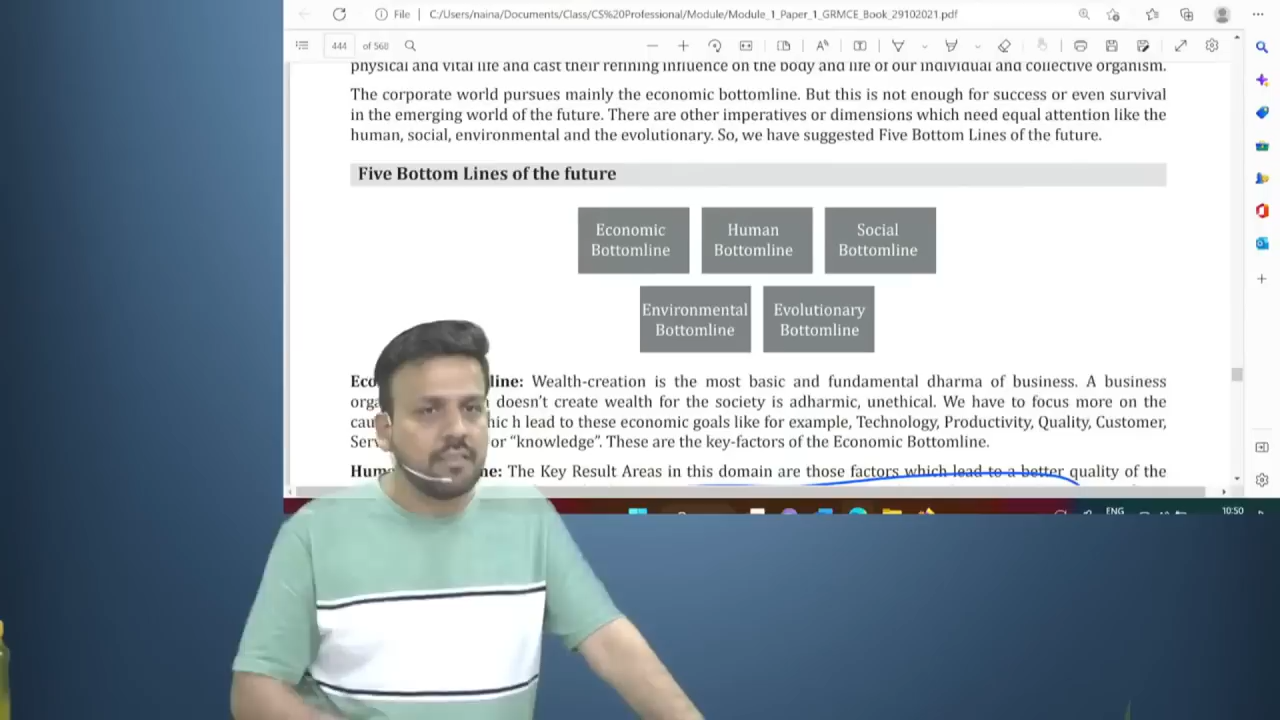 File
C:/Users/naina/Documents/Class/CS%20Professional/Module/Module_1_Paper_1_GRMCE_Book_29102021.pdf
444 of 560
physical and vital life and cast their refining influence on the body and life of our individual and collective organism.
The corporate world pursues mainly the economic bottomline. But this is not enough for success or even survival
in the emerging world of the future. There are other imperatives or dimensions which need equal attention like the
human, social, environmental and the evolutionary. So, we have suggested Five Bottom Lines of the future.
Five Bottom Lines of the future
Economic
Bottomline
Human
Bottomline
Social
Bottomline
Environmental
Bottomline
Evolutionary
Bottomline
line: Wealth-creation is the most basic and fundamental dharma of business. A business
doesn't create wealth for the society is adharmic, unethical. We have to focus more on the
hic h lead to these economic goals like for example, Technology, Productivity, Quality, Customer,
or "knowledge". These are the key-factors of the Economic Bottomline.
ne: The Key Result Areas in this domain are those factors which lead to a better quality of the
ENG
10:50